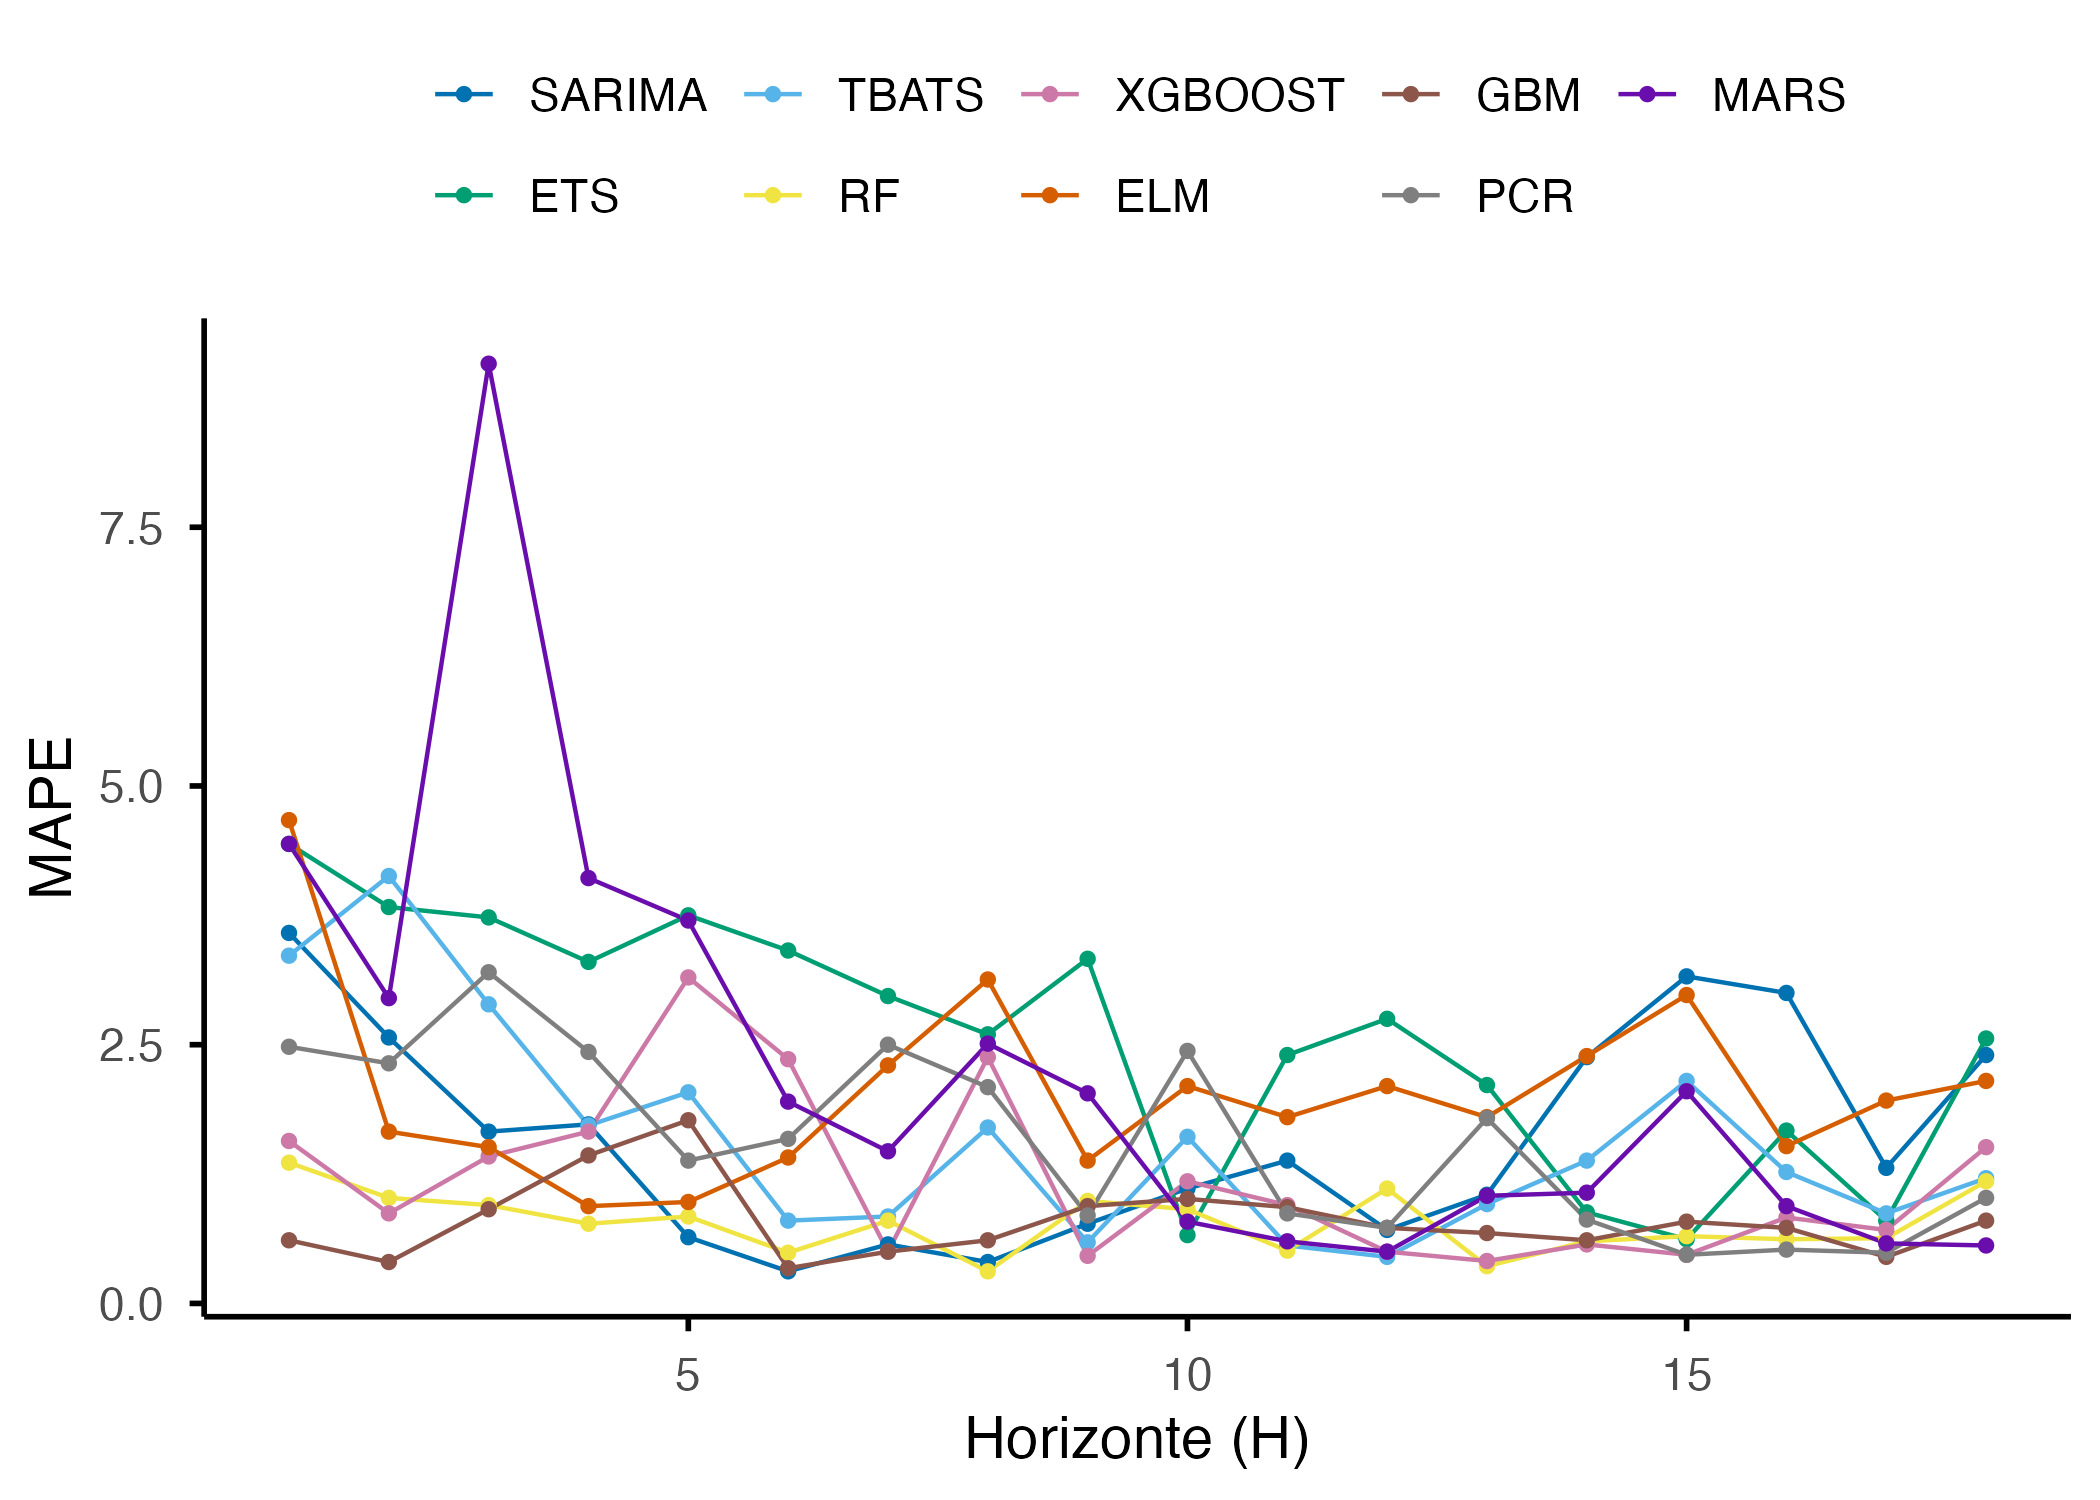 SARIMA TBATS XGBOOST GBM MARS
ETS RF ELM PCR
7.5
5.0
2.5
0.0
MAPE
5 10 15
Horizonte (H)